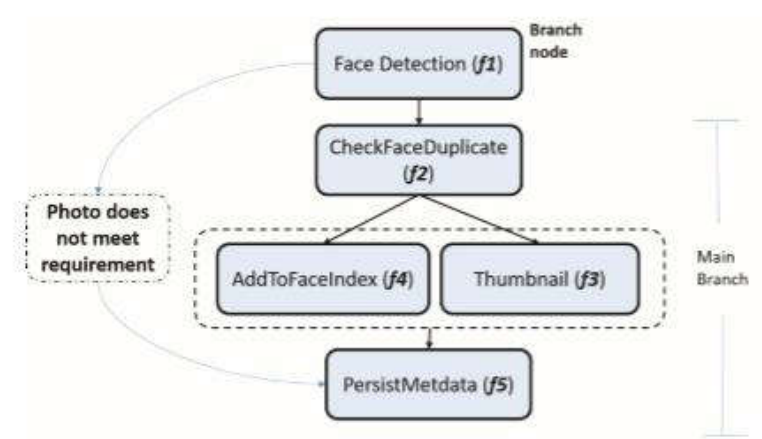 Branch
node
Face Detection (f1)
CheckFaceDuplicate
(f2)
Photo does
not meet
requirement
AddToFaceIndex (f4)
Thumbnail (f3)
Main
Branch
PersistMetdata (f5)